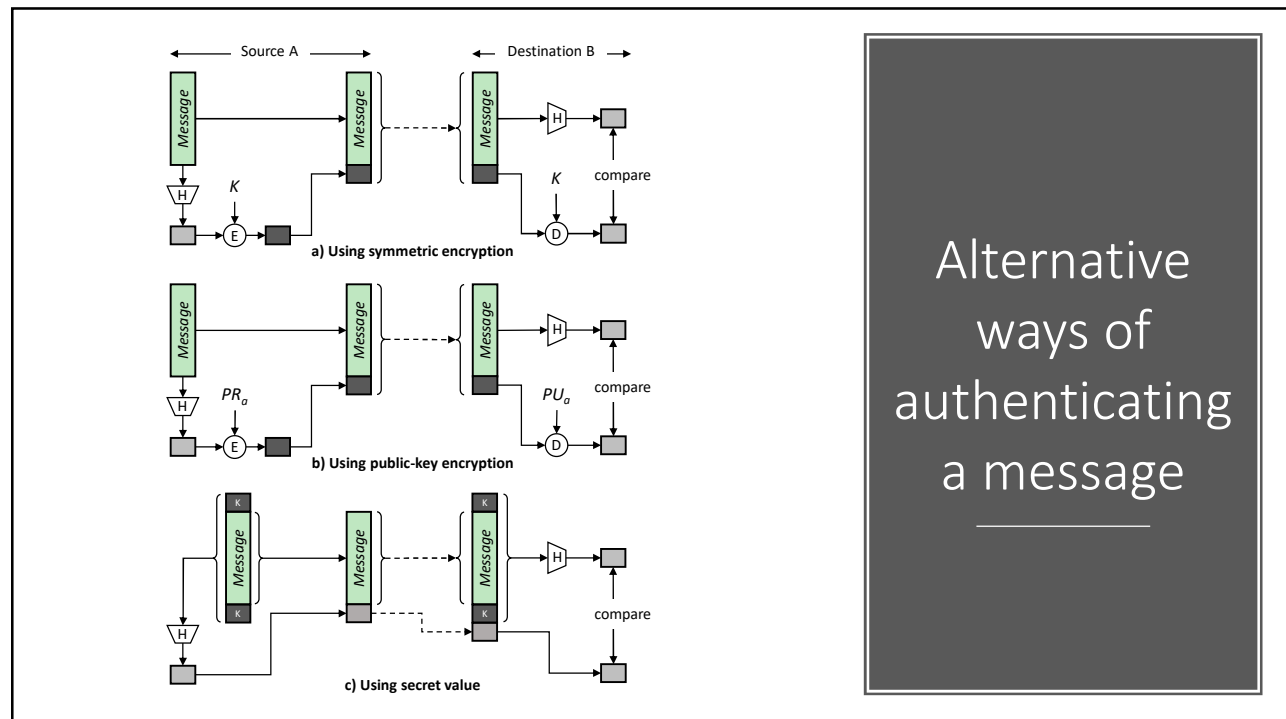 Source A
Destination B
Message
Message
Message
H
K
compare
H
K
E
D
a) Using symmetric encryption
Message
Message
Message
H
PRa
PUa
compare
H
E
D
b) Using public-key encryption
K
K
Message
Message
Message
H
K
K
compare
H
c) Using secret value
Alternative
ways of
authenticating
a message